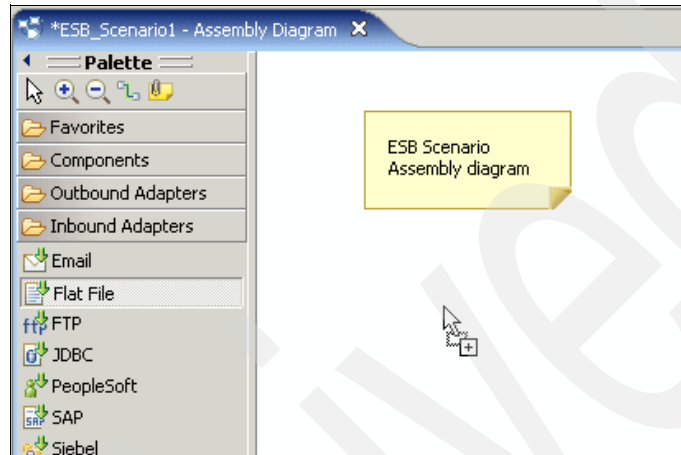 *ESB_Scenario1 - Assembly Diagram
Palette
Favorites
Components
Outbound Adapters
Inbound Adapters
Email
Flat File
FTP
JDBC
PeopleSoft
SAP
Siebel
ESB Scenario
Assembly diagram